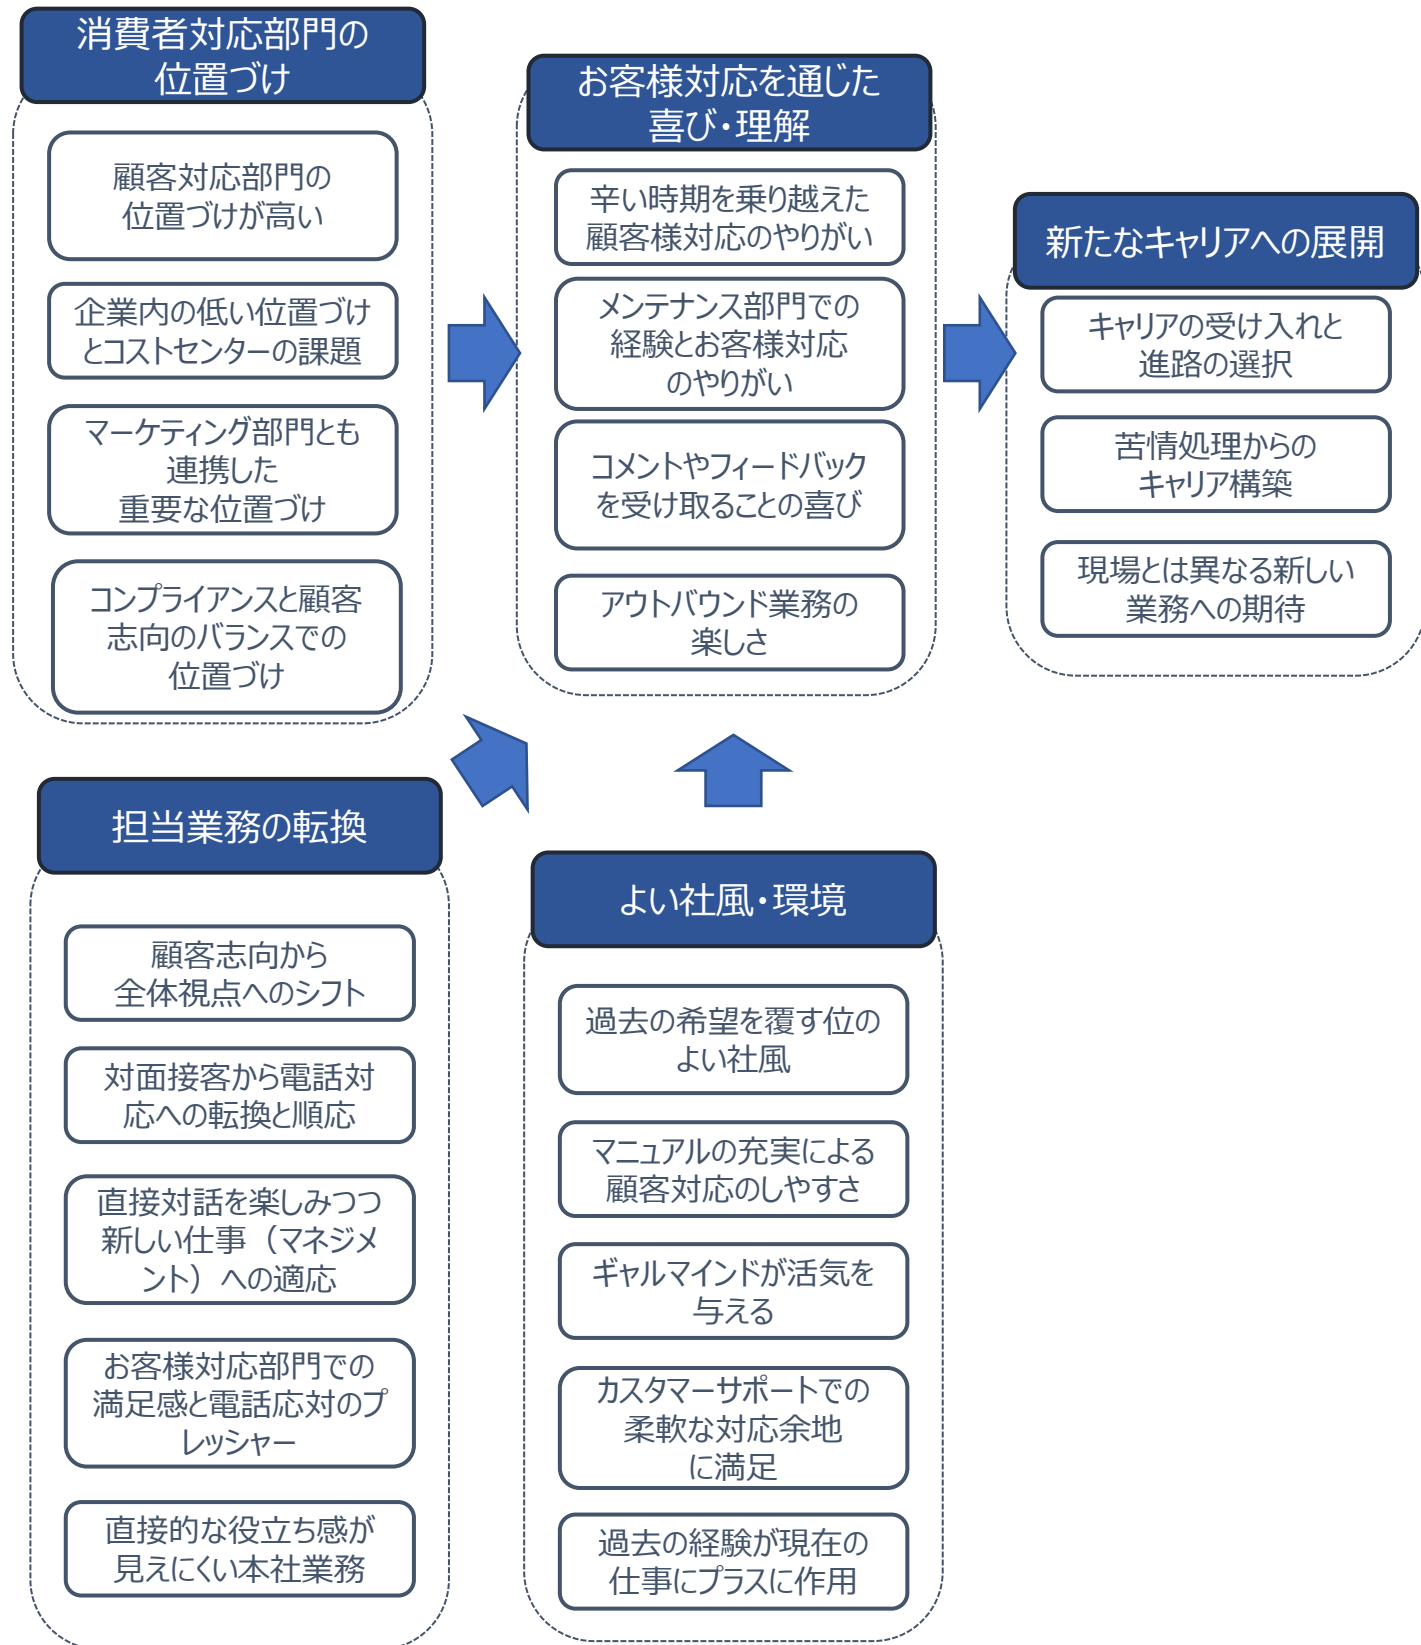 消費者対応部門の
位置づけ
顧客対応部門の
位置づけが高い
企業内の低い位置づけ
とコストセンターの課題
マーケティング部門とも
連携した
重要な位置づけ
コンプライアンスと顧客
志向のバランスでの
位置づけ
お客様対応を通じた
喜び・理解
辛い時期を乗り越えた
顧客様対応のやりがい
メンテナンス部門での
経験とお客様対応
のやりがい
コメントやフィードバック
を受け取ることの喜び
アウトバウンド業務の
楽しさ
新たなキャリアへの展開
キャリアの受け入れと
進路の選択
苦情処理からの
キャリア構築
現場とは異なる新しい
業務への期待
担当業務の転換
顧客志向から
全体視点へのシフト
対面接客から電話対
応への転換と順応
直接対話を楽しみつつ
新しい仕事（マネジメ
ント）への適応
お客様対応部門での
満足感と電話応対のプ
レッシャー
直接的な役立ち感が
見えにくい本社業務
よい社風・環境
過去の希望を覆す位の
よい社風
マニュアルの充実による
顧客対応のしやすさ
ギャルマインドが活気を
与える
カスタマーサポートでの
柔軟な対応余地
に満足
過去の経験が現在の
仕事にプラスに作用